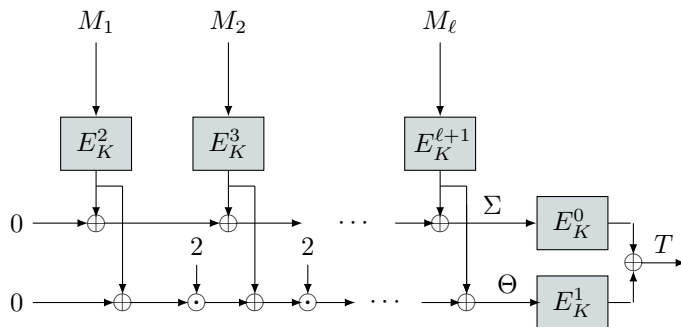 M_1 M_2 M_ℓ
E_K^2 E_K^3 E_K^{ℓ+1}
0 ··· Σ E_K^0
2 2 T
0 ··· Θ E_K^1